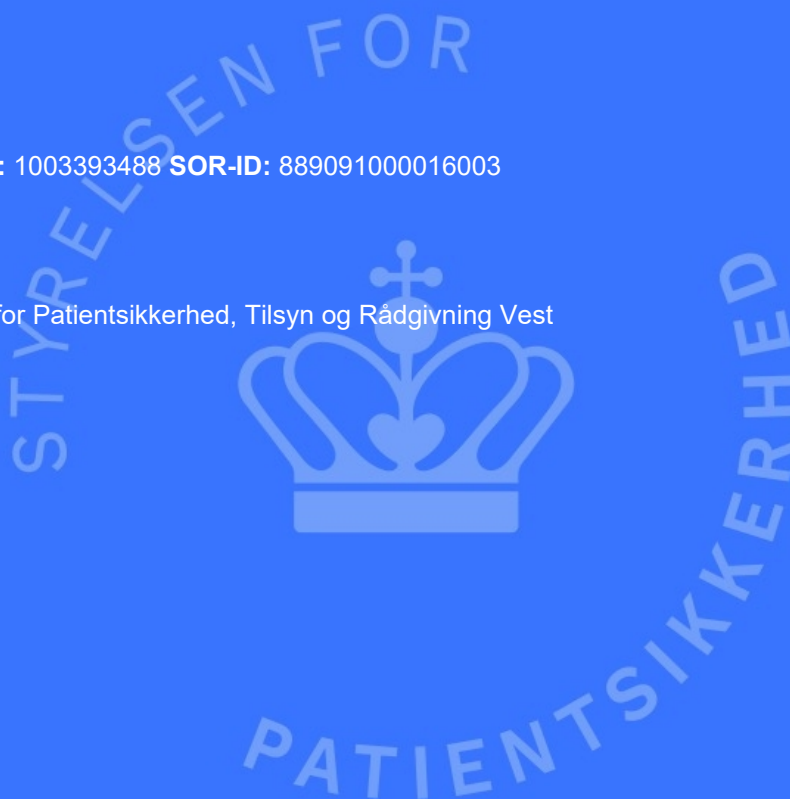 STYRELSEN FOR
: 1003393488 SOR-ID: 889091000016003
for Patientsikkerhed, Tilsyn og Rådgivning Vest
PATIENTSIKKERHED